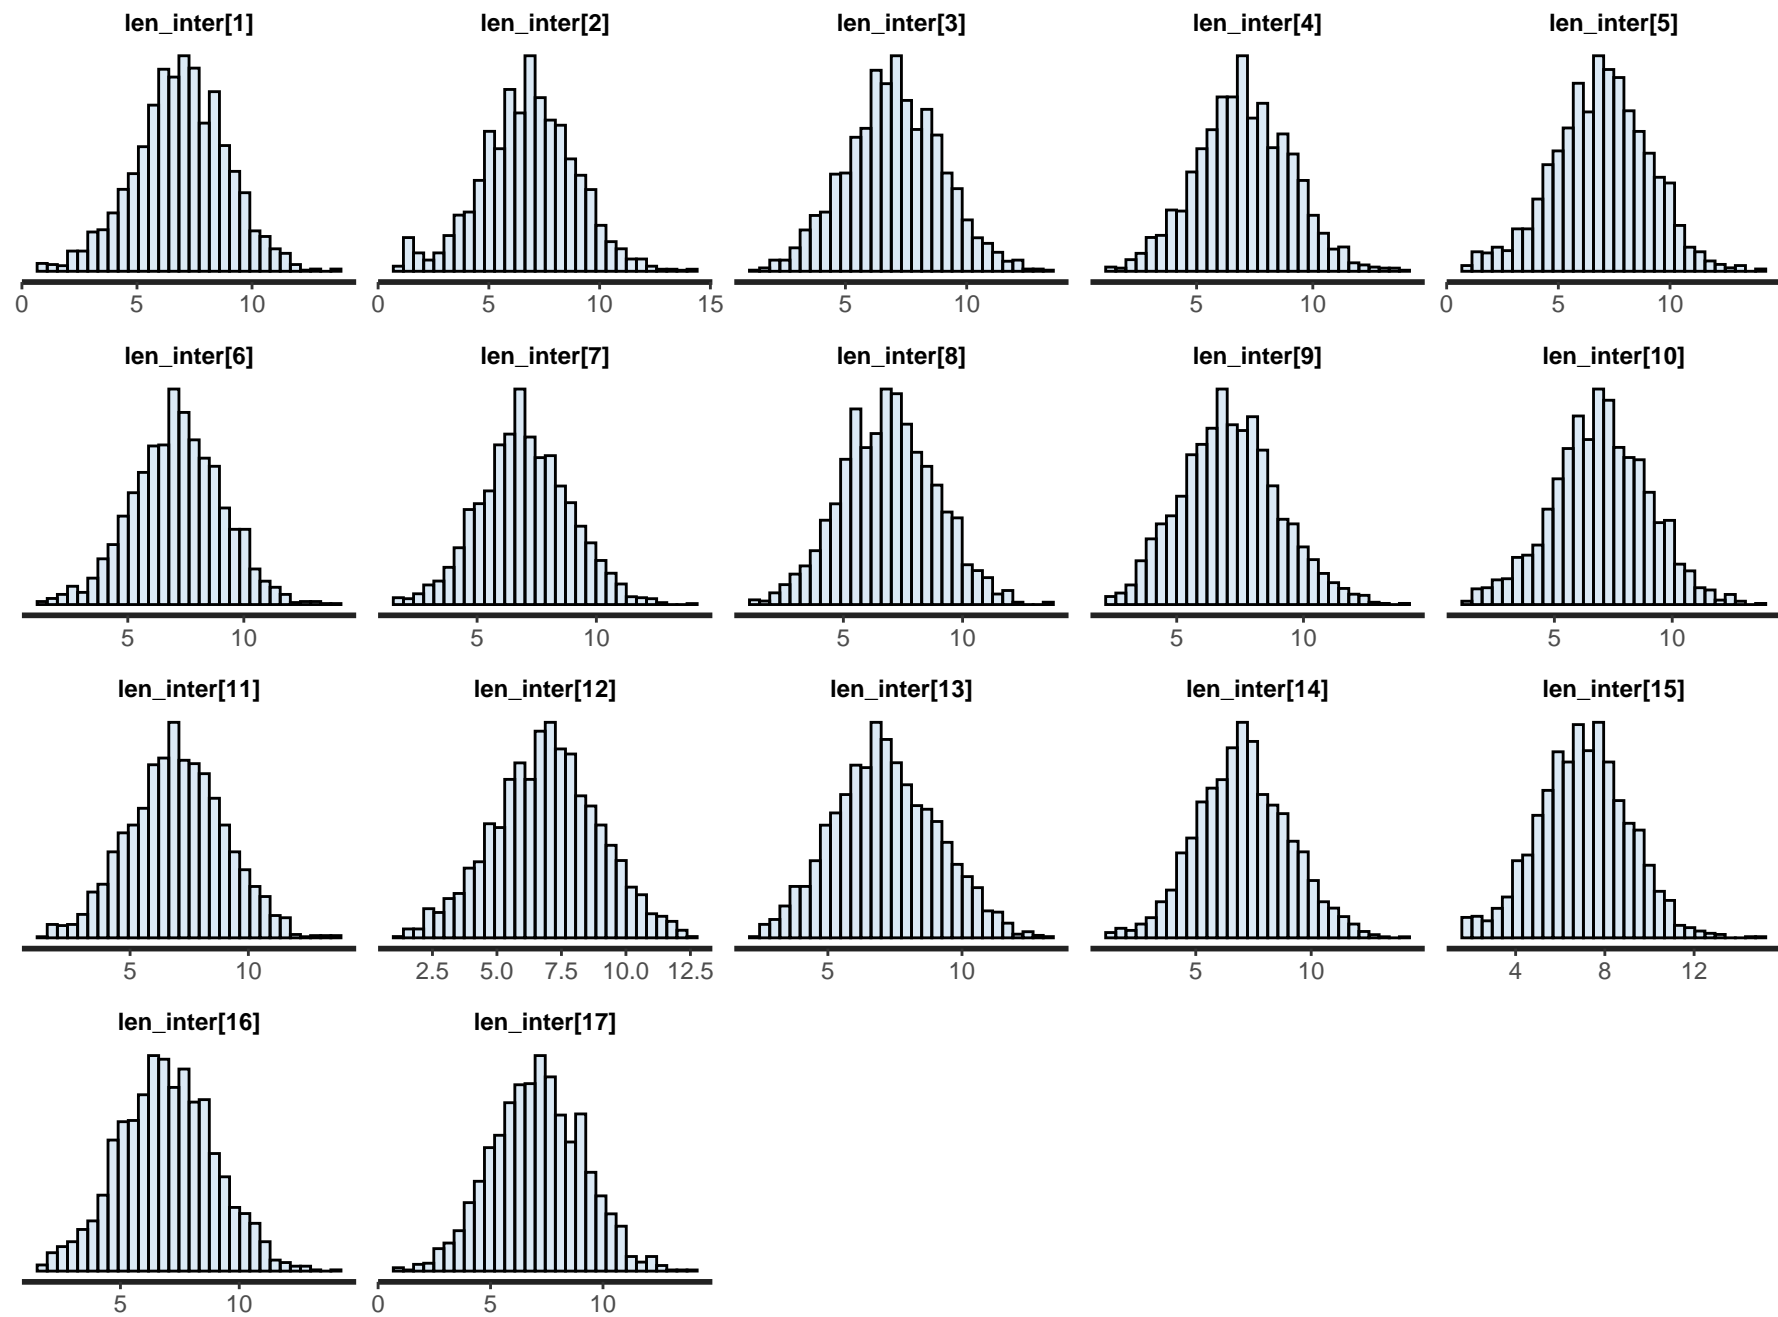 len_inter[1] len_inter[2] len_inter[3] len_inter[4] len_inter[5]
0 5 10 0 5 10 15 5 10 5 10 0 5 10
len_inter[6] len_inter[7] len_inter[8] len_inter[9] len_inter[10]
5 10 5 10 5 10 5 10 5 10
len_inter[11] len_inter[12] len_inter[13] len_inter[14] len_inter[15]
5 10 2.5 5.0 7.5 10.0 12.5 5 10 5 10 4 8 12
len_inter[16] len_inter[17]
5 10 0 5 10